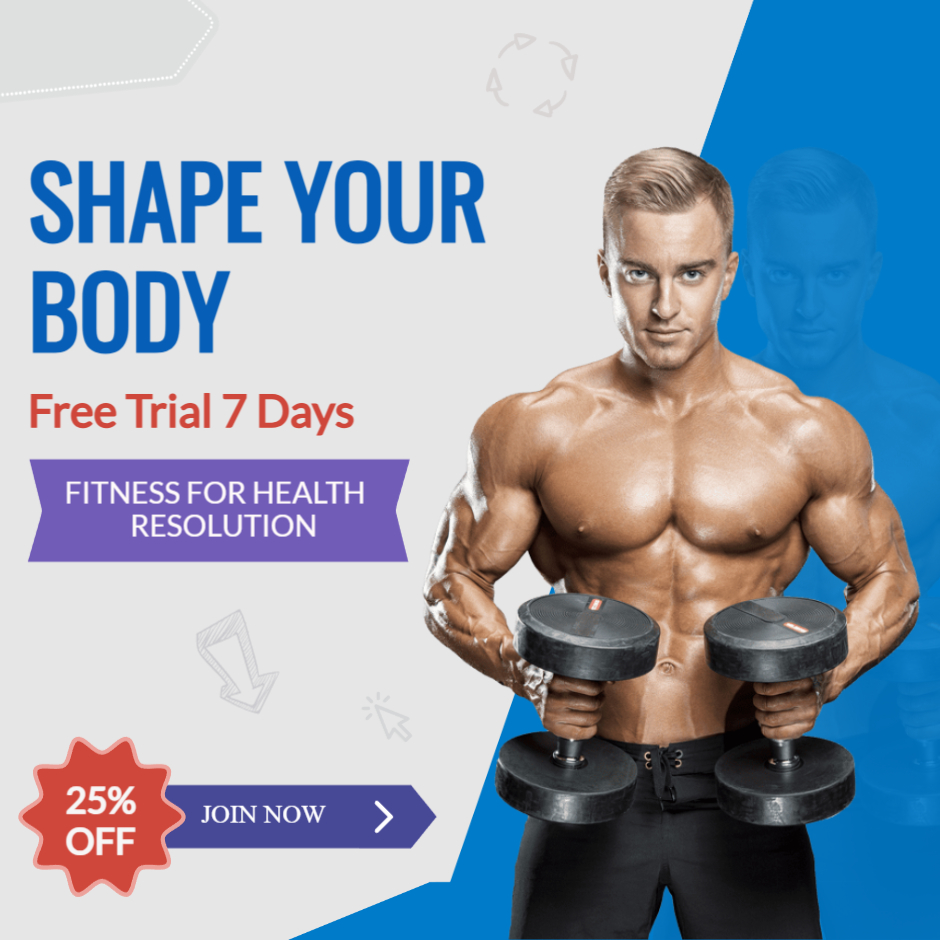 SHAPE YOUR
BODY
Free Trial 7 Days
FITNESS FOR HEALTH
RESOLUTION
25%
OFF
JOIN NOW